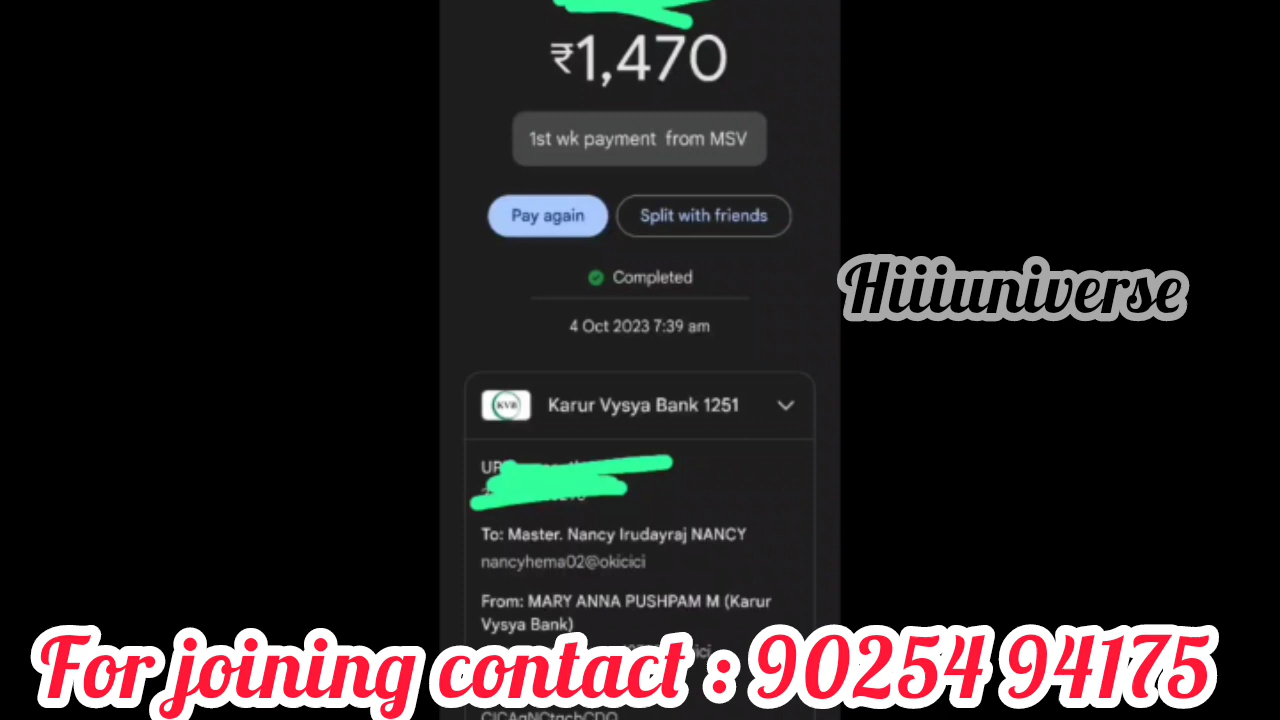 ₹1,470
1st wk payment from MSV
Pay again
Split with friends
Completed
4 Oct 2023 7:39 am
Hiiiuniverse
KVB
Karur Vysya Bank 1251
To: Master. Nancy Irudayraj NANCY
nancyhema02@okicici
From: MARY ANNA PUSHPAM M (Karur
Vysya Bank)
For joining contact : 90254 94175